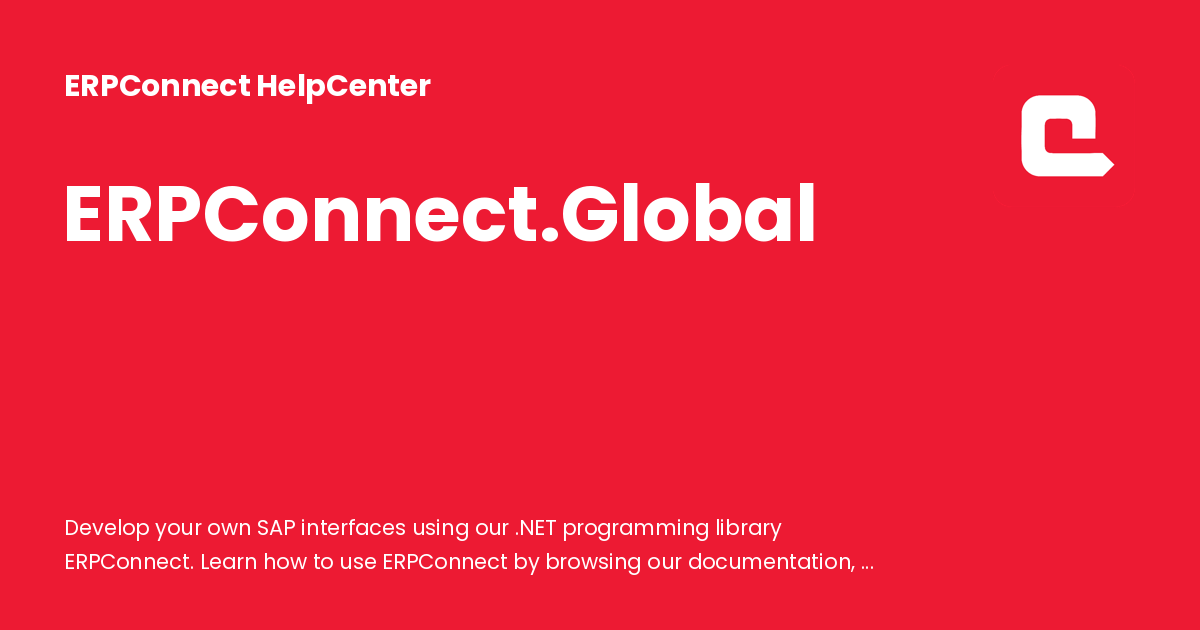 ERPConnect HelpCenter
ERPConnect.Global
Develop your own SAP interfaces using our .NET programming library
ERPConnect. Learn how to use ERPConnect by browsing our documentation, ...